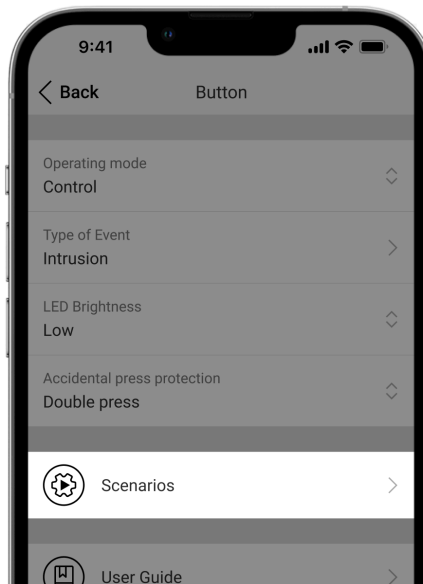 9:41
Back Button
Operating mode
Control
Type of Event
Intrusion
LED Brightness
Low
Accidental press protection
Double press
Scenarios
User Guide